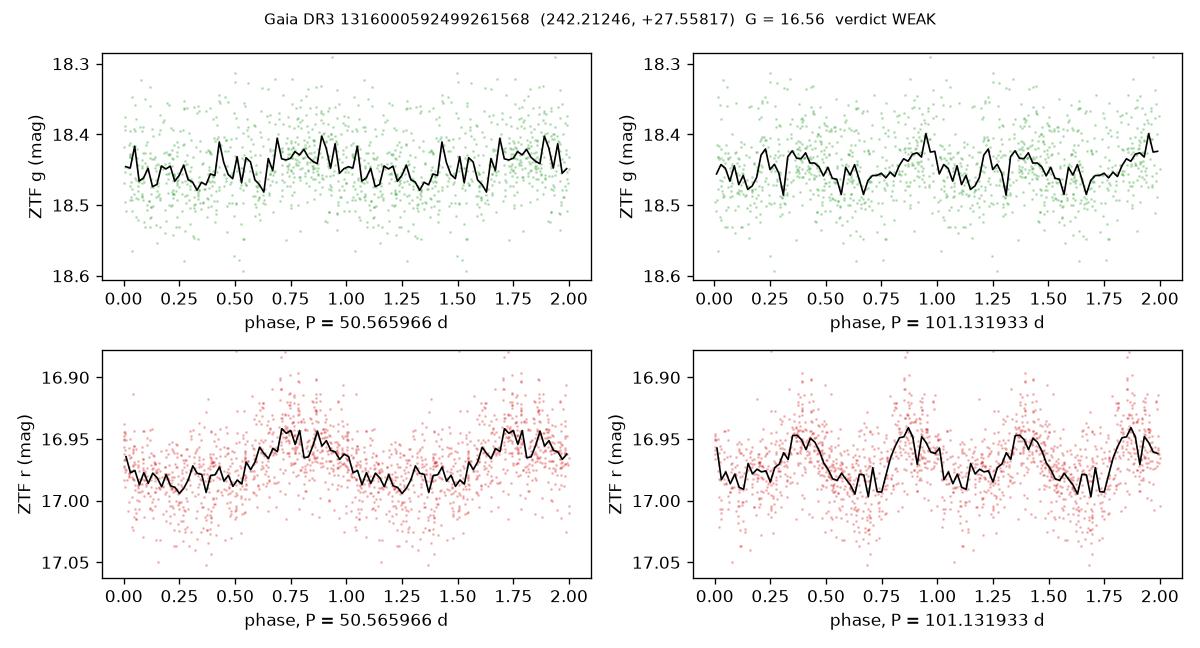 Gaia DR3 1316000592499261568 (242.21246, +27.55817) G = 16.56 verdict WEAK
18.3
18.4
18.5
18.6
ZTF g (mag)
0.00 0.25 0.50 0.75 1.00 1.25 1.50 1.75 2.00
phase, P = 50.565966 d
18.3
18.4
18.5
18.6
ZTF g (mag)
0.00 0.25 0.50 0.75 1.00 1.25 1.50 1.75 2.00
phase, P = 101.131933 d
16.90
16.95
17.00
17.05
ZTF r (mag)
0.00 0.25 0.50 0.75 1.00 1.25 1.50 1.75 2.00
phase, P = 50.565966 d
16.90
16.95
17.00
17.05
ZTF r (mag)
0.00 0.25 0.50 0.75 1.00 1.25 1.50 1.75 2.00
phase, P = 101.131933 d